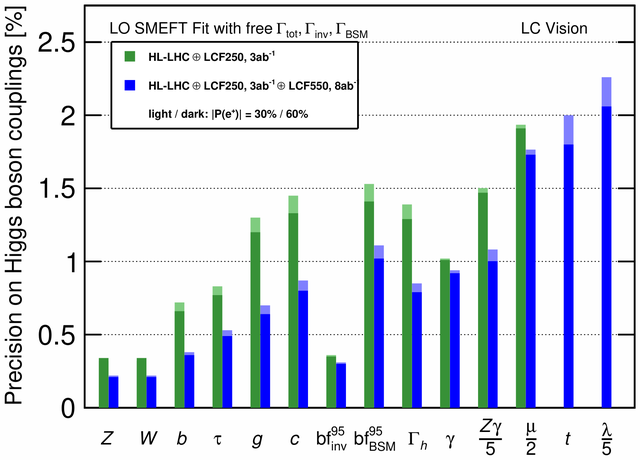 LO SMEFT Fit with free Γtot, Γinv, ΓBSM
LC Vision
HL-LHC ⊕ LCF250, 3ab⁻¹
HL-LHC ⊕ LCF250, 3ab⁻¹ ⊕ LCF550, 8ab⁻
light / dark: |P(e⁺)| = 30% / 60%
Precision on Higgs boson couplings [%]
2.5
2
1.5
1
0.5
0
Z W b τ g c bf⁹⁵inv bf⁹⁵BSM Γh γ Zγ/5 μ/2 t λ/5